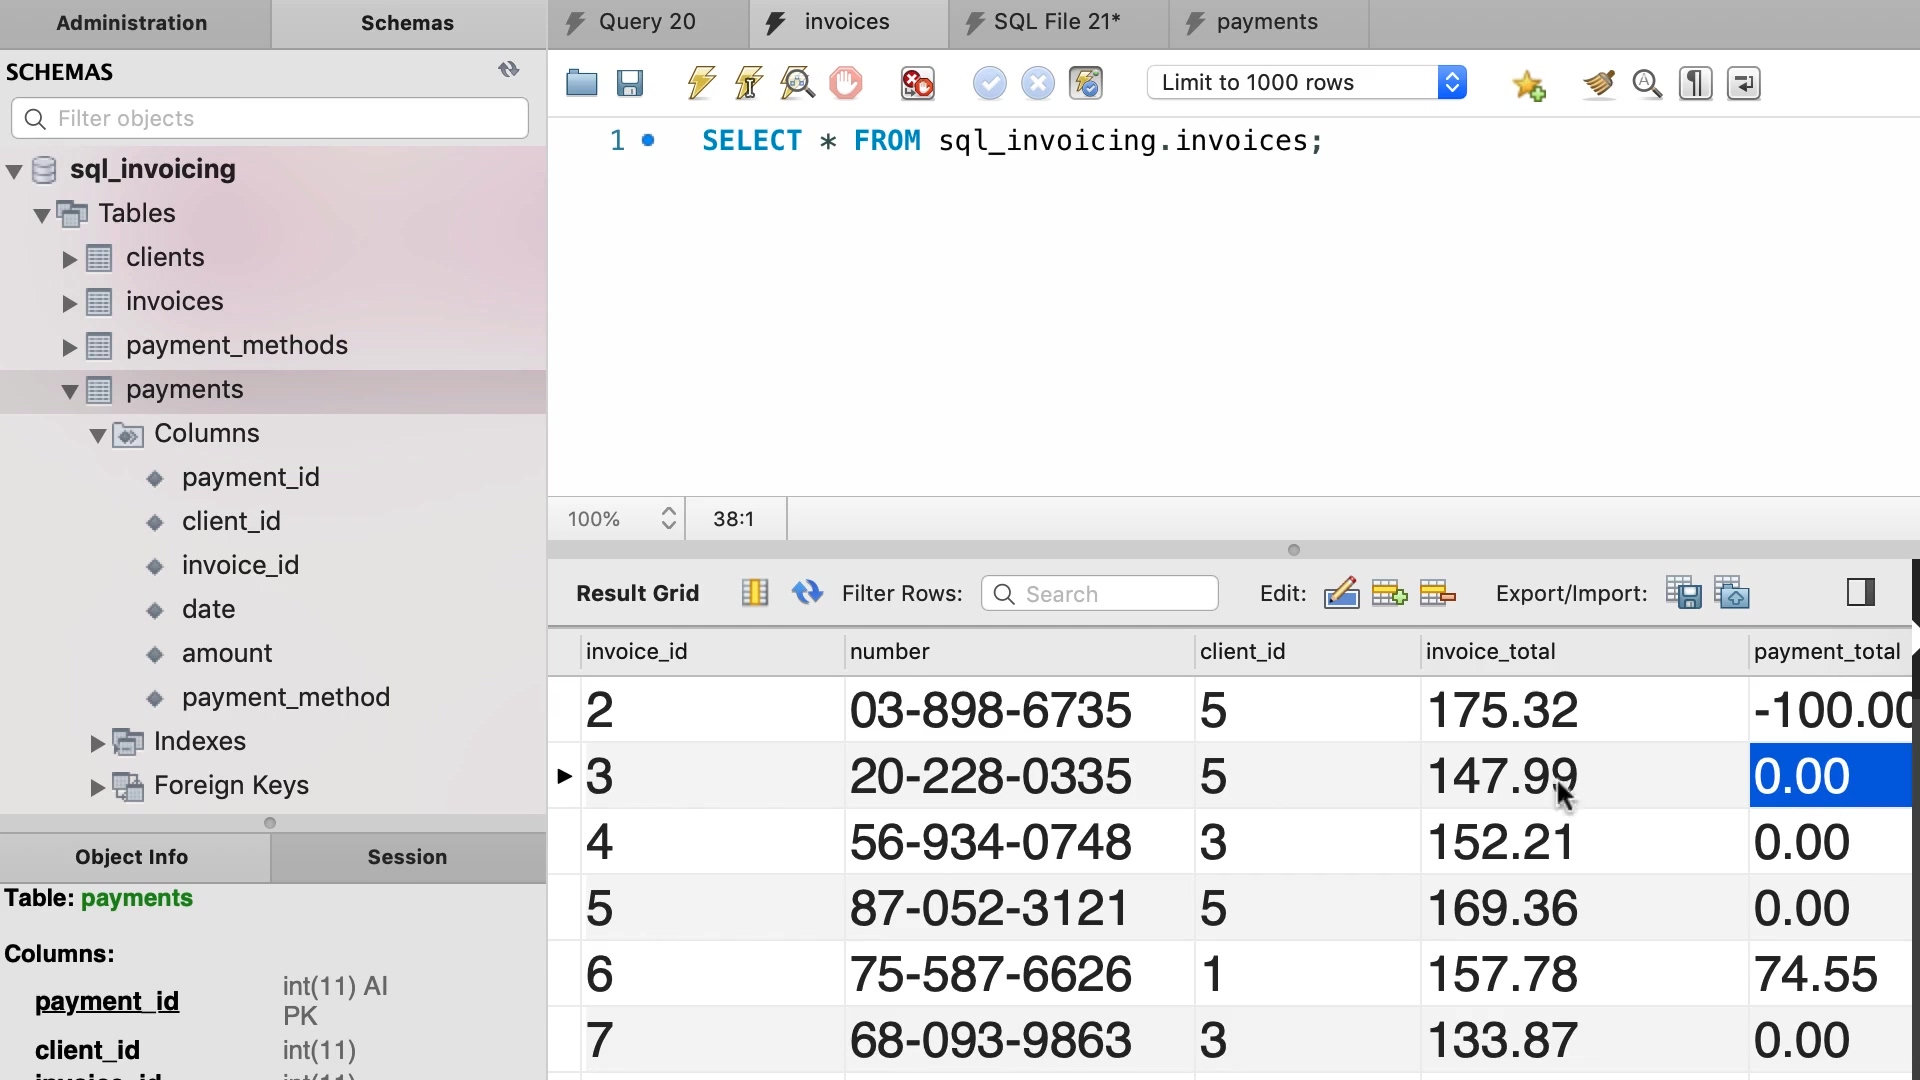 Administration
Schemas
Query 20
invoices
SQL File 21*
payments
SCHEMAS
Filter objects
Limit to 1000 rows
1 SELECT * FROM sql_invoicing.invoices;
sql_invoicing
Tables
clients
invoices
payment_methods
payments
Columns
payment_id
client_id
invoice_id
date
amount
payment_method
Indexes
Foreign Keys
100%
38:1
Result Grid
Filter Rows:
Search
Edit:
Export/Import:
invoice_id number client_id invoice_total payment_total
2 03-898-6735 5 175.32 -100.00
3 20-228-0335 5 147.99 0.00
4 56-934-0748 3 152.21 0.00
5 87-052-3121 5 169.36 0.00
6 75-587-6626 1 157.78 74.55
7 68-093-9863 3 133.87 0.00
Object Info
Session
Table: payments
Columns:
payment_id int(11) AI
PK
client_id int(11)